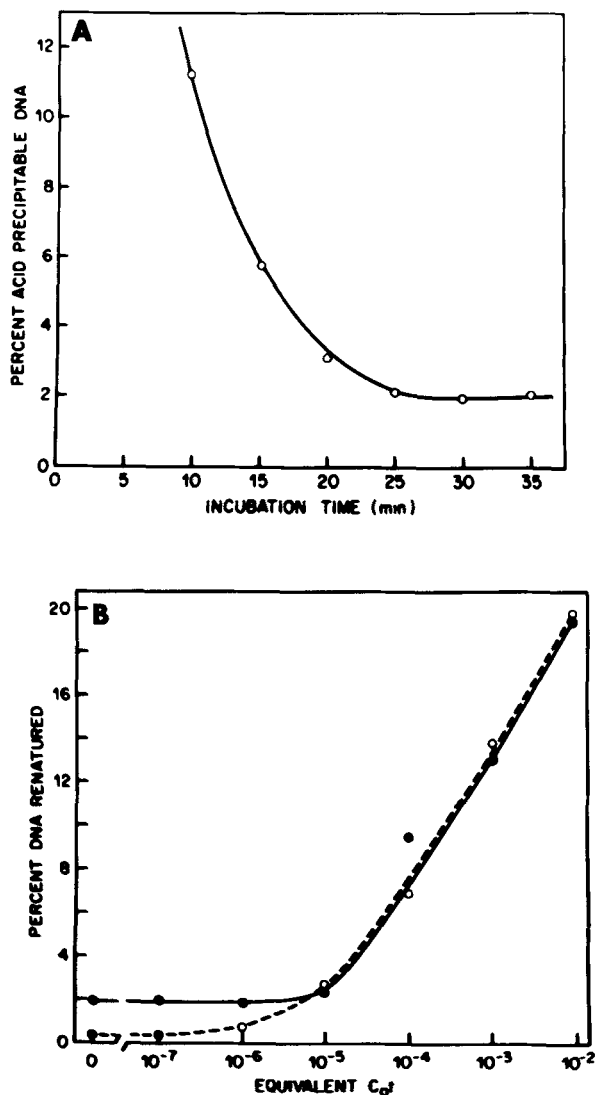 A
PERCENT ACID PRECIPITABLE DNA
12
10
8
6
4
2
0
0 5 10 15 20 25 30 35
INCUBATION TIME (min)
B
PERCENT DNA RENATURED
20
16
12
8
4
0
0 10⁻⁷ 10⁻⁶ 10⁻⁵ 10⁻⁴ 10⁻³ 10⁻²
EQUIVALENT C₀t